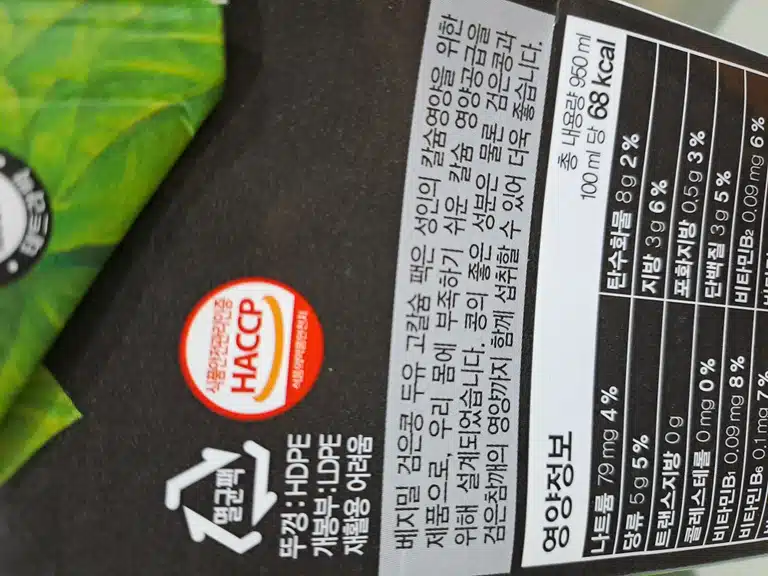 식품안전관리인증
HACCP
식품의약품안전처
멸균팩
뚜껑 : HDPE
개봉부 : LDPE
재활용 어려움
베지밀 검은콩 두유 고칼슘 팩은 성인의 칼슘영양을 위한
제품으로, 우리 몸에 부족하기 쉬운 칼슘 영양공급을
위해 설계되었습니다. 콩의 좋은 성분은 물론 검은콩과
검은참깨의 영양까지 함께 섭취할 수 있어 더욱 좋습니다.
영양정보
총 내용량 950 ml
100 ml 당 68 kcal
나트륨 79 mg 4 % 탄수화물 8 g 2 %
당류 5 g 5 % 지방 3 g 6 %
트랜스지방 0 g 포화지방 0.5 g 3 %
콜레스테롤 0 mg 0 % 단백질 3 g 5 %
비타민B1 0.09 mg 8 % 비타민B2 0.09 mg 6 %
비타민B6 0.1 mg 7 %